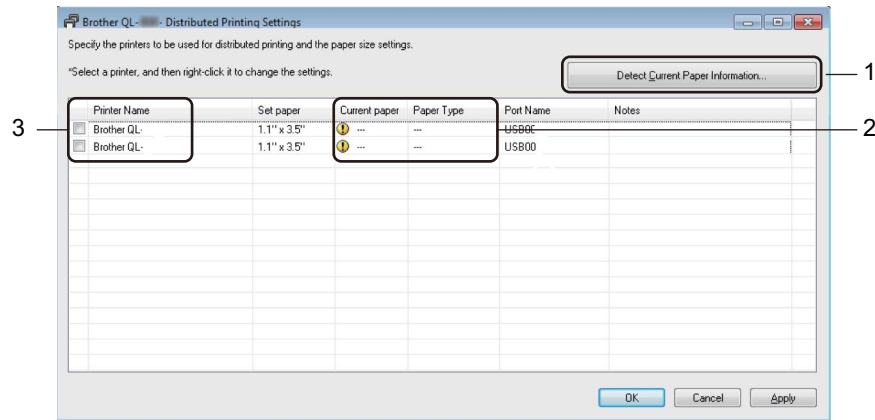 Brother QL- - Distributed Printing Settings
Specify the printers to be used for distributed printing and the paper size settings.
*Select a printer, and then right-click it to change the settings.
Detect Current Paper Information...
1
Printer Name Set paper Current paper Paper Type Port Name Notes
3
Brother QL- 1.1" x 3.5" --- ---
2
Brother QL- 1.1" x 3.5" --- --- USB00
OK Cancel Apply